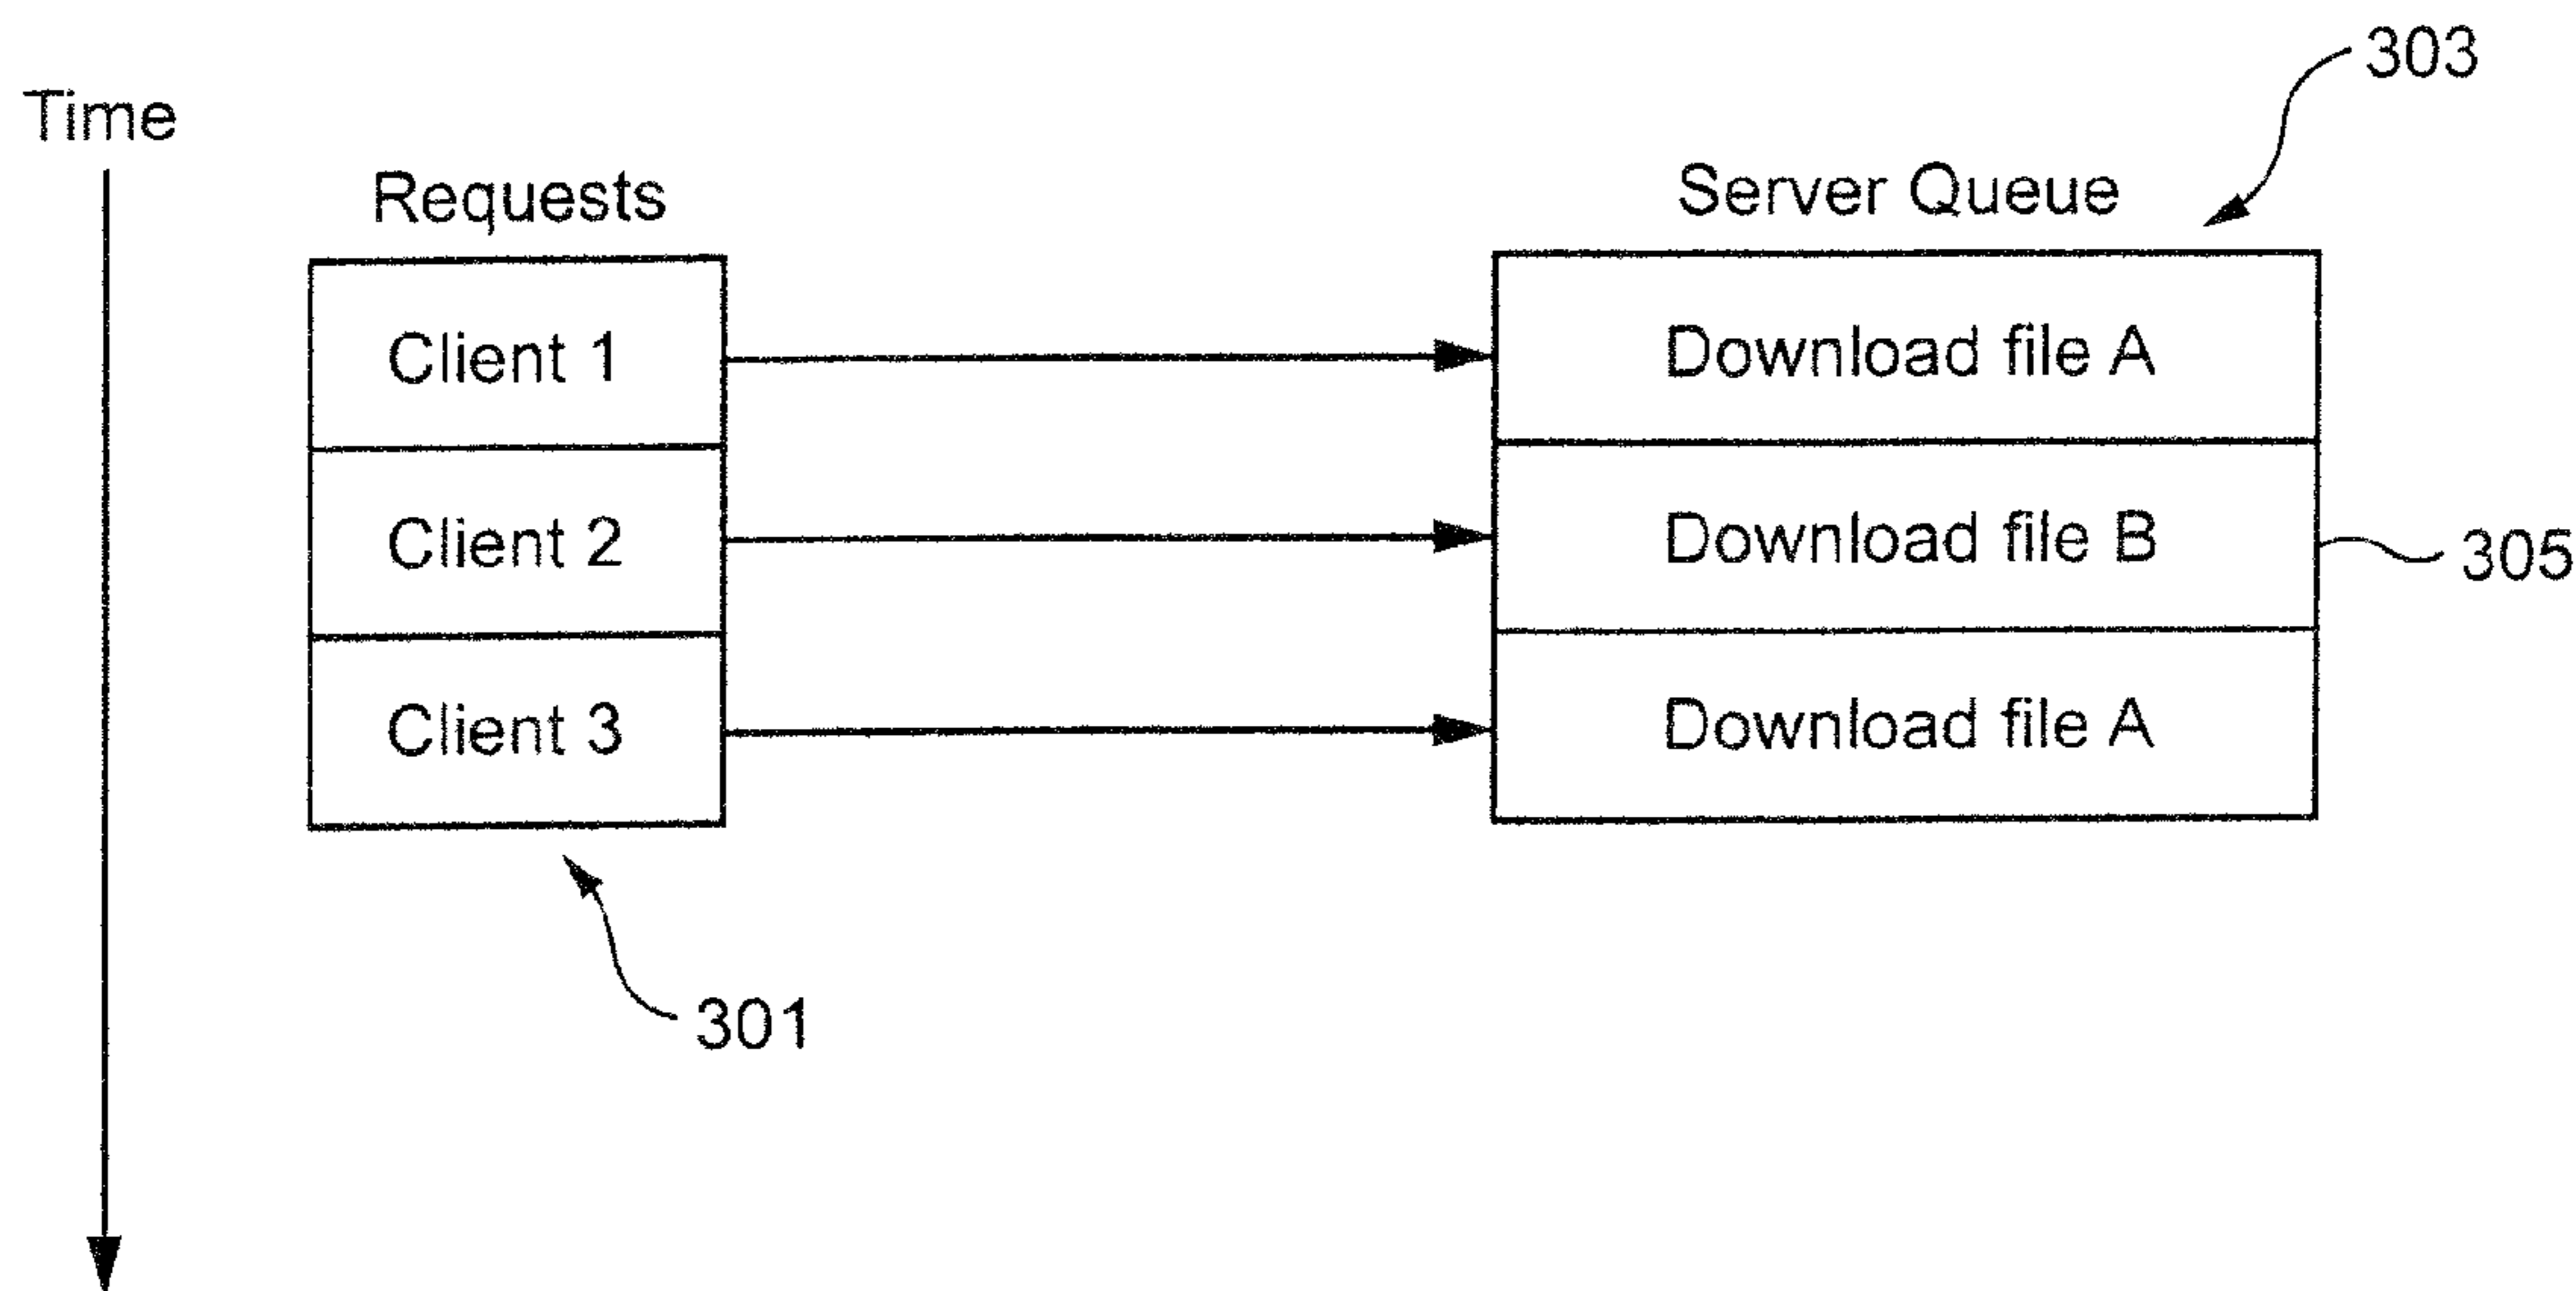 303
Time
Requests
Server Queue
Client 1
Download file A
Client 2
Download file B
305
Client 3
Download file A
301